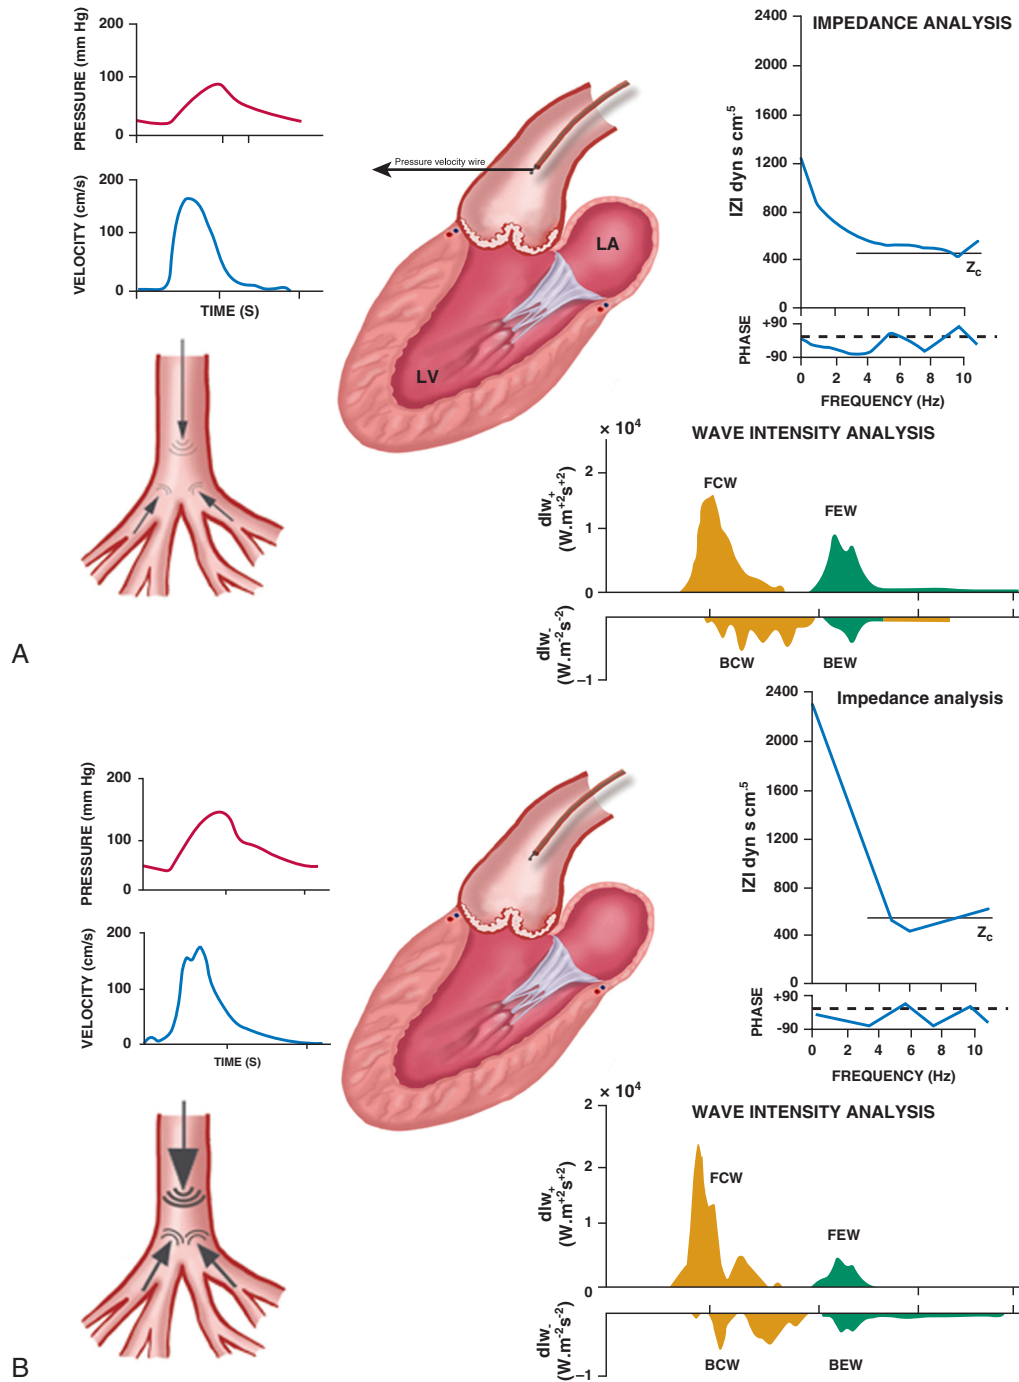 200
100
0
PRESSURE (mm Hg)
200
100
0
VELOCITY (cm/s)
TIME (S)
Pressure velocity wire
LA
LV
IMPEDANCE ANALYSIS
2400
2000
1600
1200
800
400
0
IZI dyn s cm-5
Zc
+90
-90
PHASE
0 2 4 6 8 10
FREQUENCY (Hz)
× 10^4
WAVE INTENSITY ANALYSIS
2
1
0
dIw+
(W.m+2s+2)
FCW
FEW
dIw-
(W.m-2s-2)
BCW
BEW
−1
A
200
100
0
PRESSURE (mm Hg)
200
100
0
VELOCITY (cm/s)
TIME (S)
Impedance analysis
2400
2200
1600
1200
800
400
0
IZI dyn s cm-5
Zc
+90
-90
PHASE
0 2 4 6 8 10
FREQUENCY (Hz)
× 10^4
WAVE INTENSITY ANALYSIS
2
2
1
0
dIw+
(W.m+2s+2)
FCW
FEW
dIw-
(W.m-2s-2)
BCW
BEW
−1
B